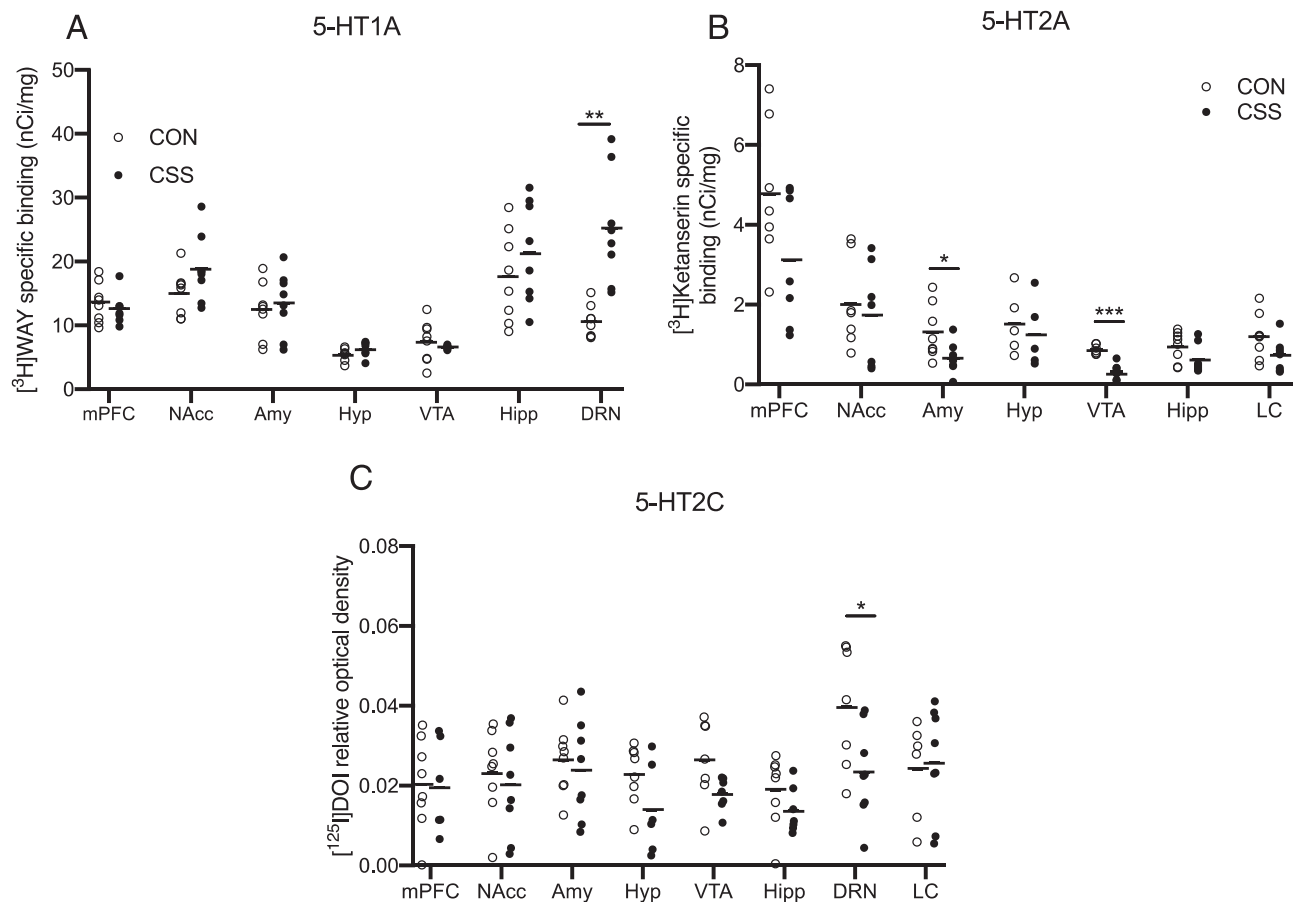 A
5-HT1A
[³H]WAY specific binding (nCi/mg)
50
40
30
20
10
0
CON
CSS
**
mPFC NAcc Amy Hyp VTA Hipp DRN
B
5-HT2A
[³H]Ketanserin specific
binding (nCi/mg)
8
6
4
2
0
CON
CSS
*
***
mPFC NAcc Amy Hyp VTA Hipp LC
C
5-HT2C
[¹²⁵I]DOI relative optical density
0.08
0.06
0.04
0.02
0.00
*
mPFC NAcc Amy Hyp VTA Hipp DRN LC